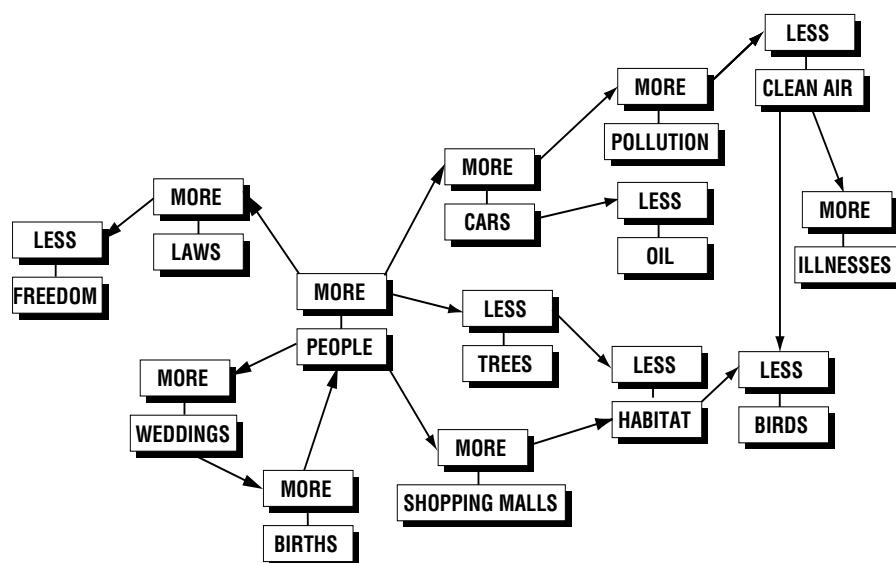 LESS
CLEAN AIR
MORE
POLLUTION
MORE
CARS
LESS
OIL
MORE
ILLNESSES
MORE
LAWS
LESS
FREEDOM
MORE
PEOPLE
LESS
TREES
LESS
HABITAT
LESS
BIRDS
MORE
WEDDINGS
MORE
SHOPPING MALLS
MORE
BIRTHS